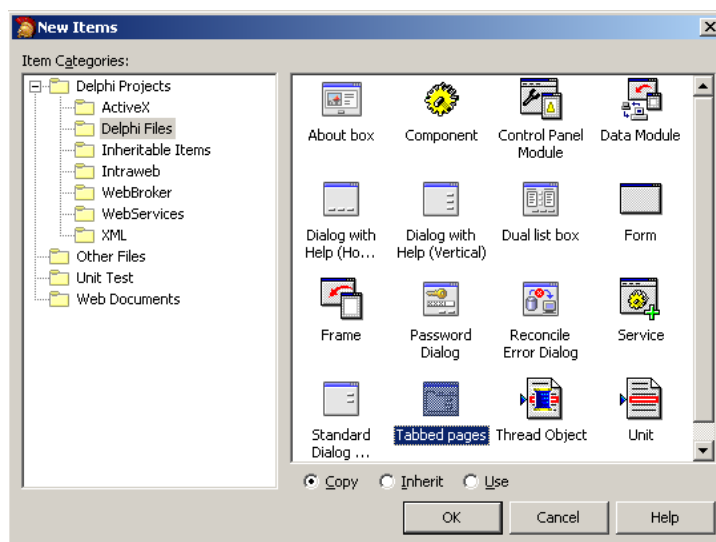 New Items
Item Categories:
Delphi Projects
ActiveX
Delphi Files
Inheritable Items
Intraweb
WebBroker
WebServices
XML
Other Files
Unit Test
Web Documents
About box
Component
Control Panel
Module
Data Module
Dialog with
Help (Ho...
Dialog with
Help (Vertical)
Dual list box
Form
Frame
Password
Dialog
Reconcile
Error Dialog
Service
Standard
Dialog ...
Tabbed pages
Thread Object
Unit
Copy
Inherit
Use
OK
Cancel
Help